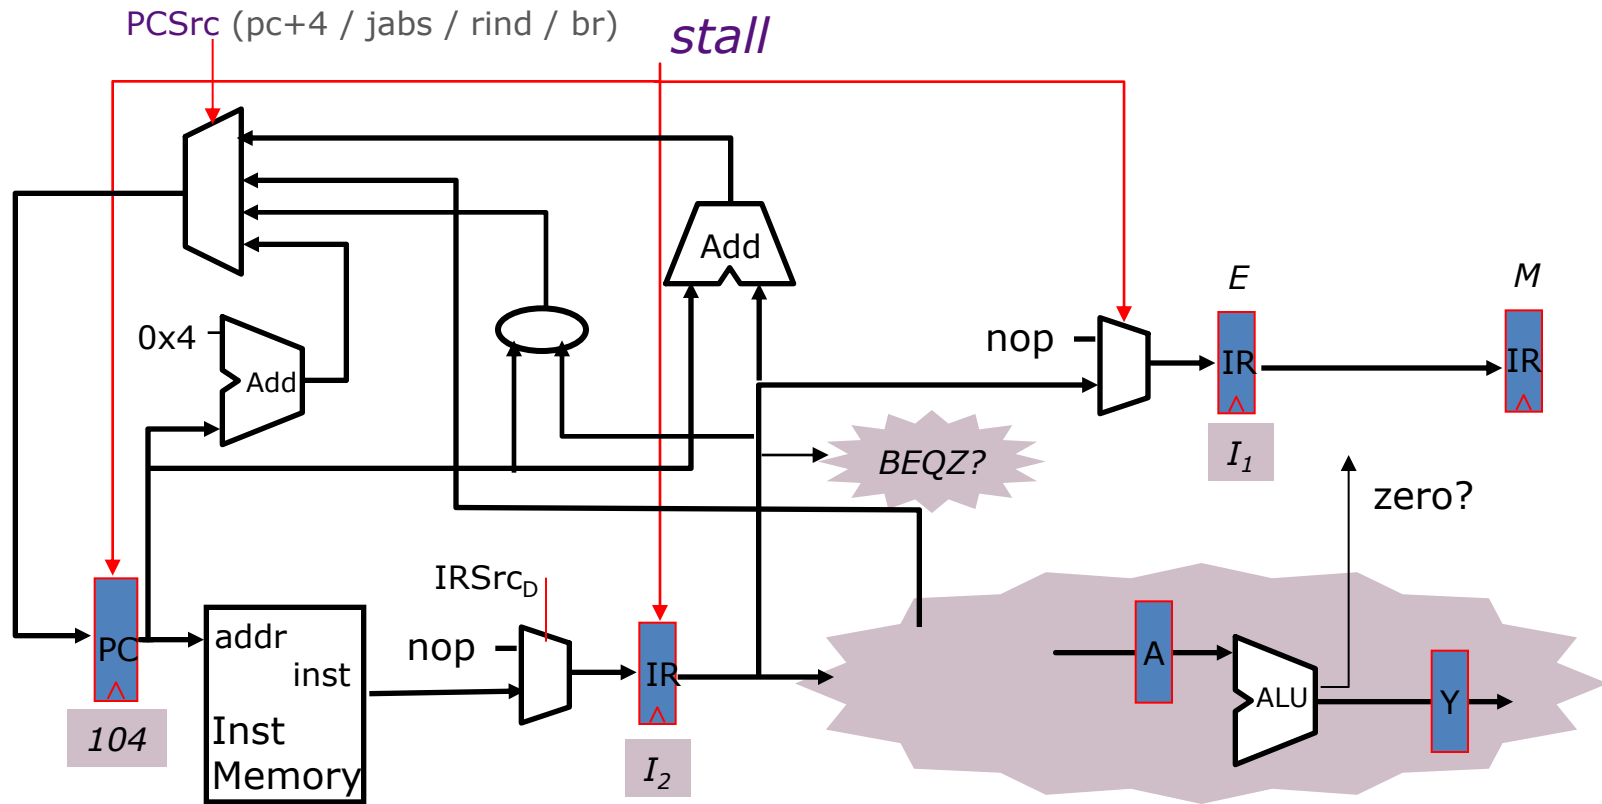 PCSrc (pc+4 / jabs / rind / br)
stall
Add
E
M
0x4
Add
nop
IR
IR
BEQZ?
I1
zero?
IRSrcD
PC
addr
inst
nop
IR
A
ALU
Y
104
Inst
Memory
I2